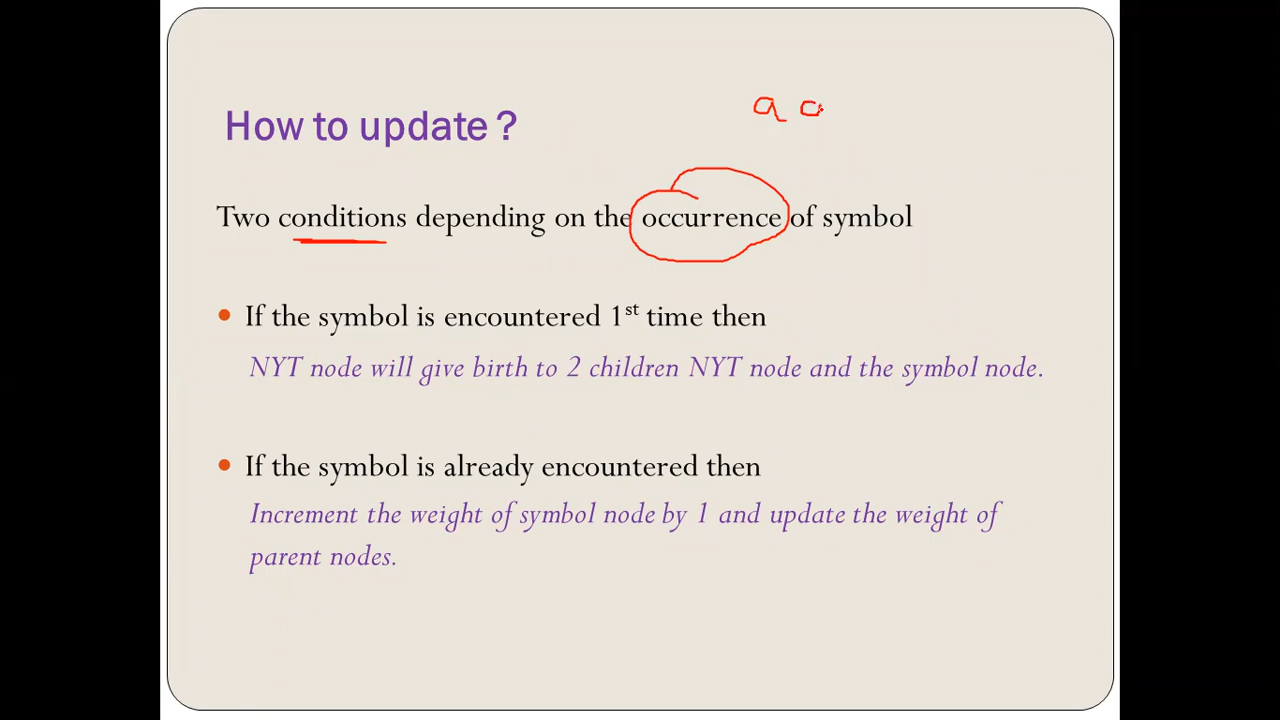 a a
How to update ?
Two conditions depending on the occurrence of symbol
• If the symbol is encountered 1st time then
NYT node will give birth to 2 children NYT node and the symbol node.
• If the symbol is already encountered then
Increment the weight of symbol node by 1 and update the weight of
parent nodes.